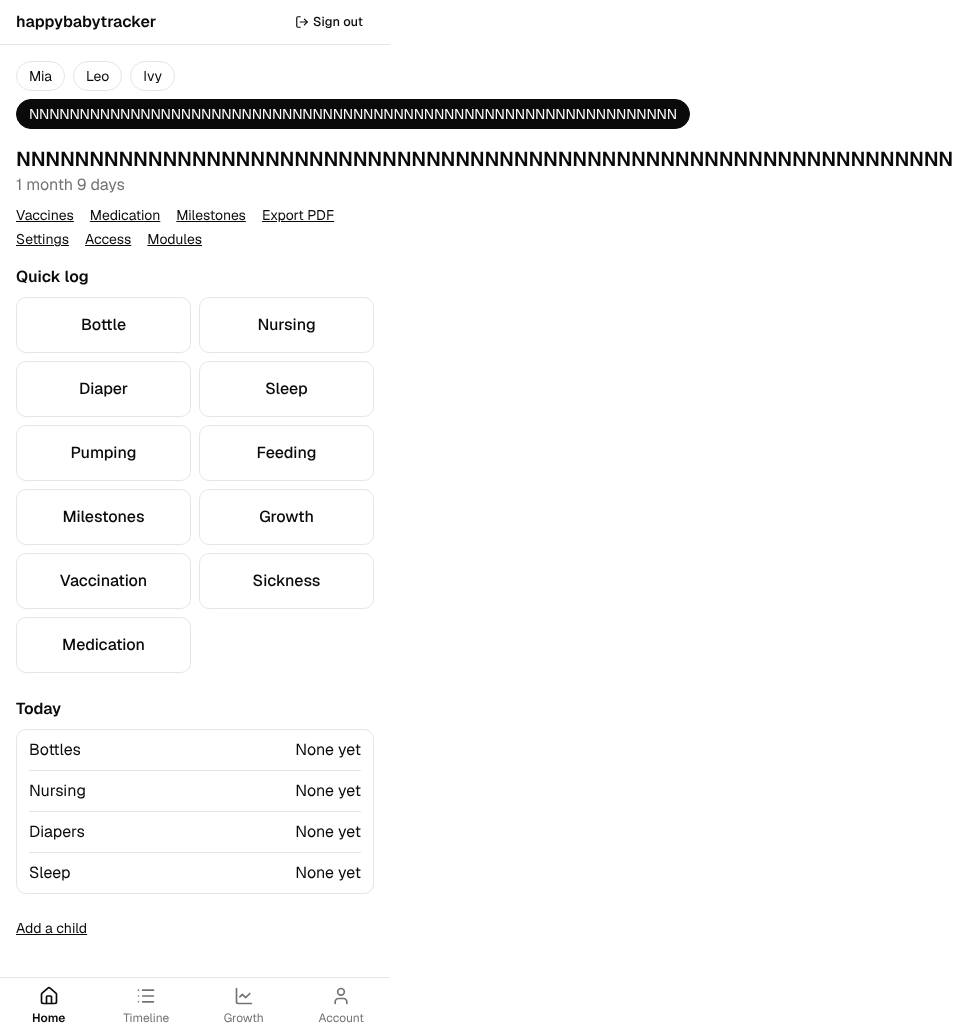 happybabytracker
Sign out
Mia Leo Ivy
NNNNNNNNNNNNNNNNNNNNNNNNNNNNNNNNNNNNNNNNNNNNNNNNNNNNNNNNNNNNNNNN
NNNNNNNNNNNNNNNNNNNNNNNNNNNNNNNNNNNNNNNNNNNNNNNNNNNNNNNNNNNNNNNN
1 month 9 days
Vaccines Medication Milestones Export PDF
Settings Access Modules
Quick log
Bottle Nursing
Diaper Sleep
Pumping Feeding
Milestones Growth
Vaccination Sickness
Medication
Today
Bottles None yet
Nursing None yet
Diapers None yet
Sleep None yet
Add a child
Home Timeline Growth Account